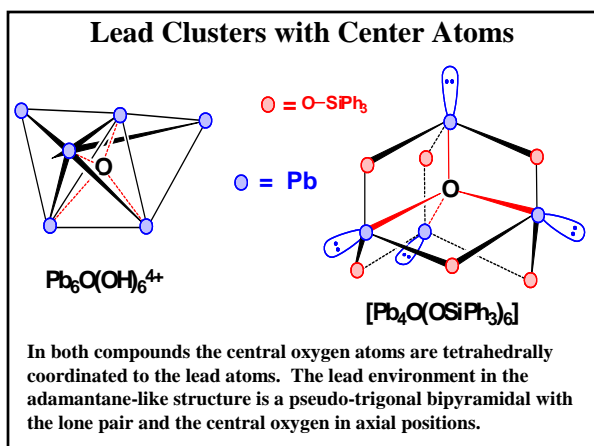 Lead Clusters with Center Atoms
= O–SiPh₃
= Pb
O
O
Pb₆O(OH)₆⁴⁺
[Pb₄O(OSiPh₃)₆]
In both compounds the central oxygen atoms are tetrahedrally
coordinated to the lead atoms. The lead environment in the
adamantane-like structure is a pseudo-trigonal bipyramidal with
the lone pair and the central oxygen in axial positions.